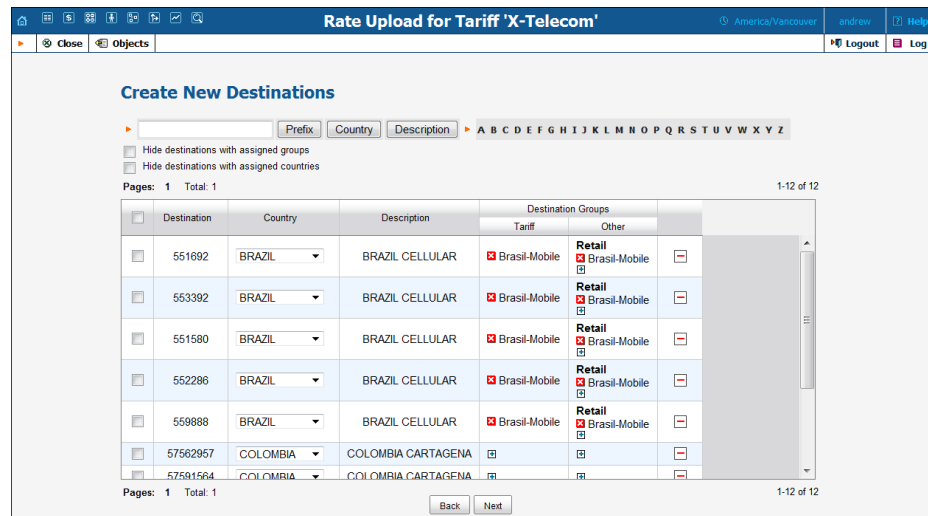 Rate Upload for Tariff 'X-Telecom'
America/Vancouver
andrew
Help
Close
Objects
Logout
Log
Create New Destinations
Prefix Country Description A B C D E F G H I J K L M N O P Q R S T U V W X Y Z
Hide destinations with assigned groups
Hide destinations with assigned countries
Pages: 1 Total: 1 1-12 of 12
Destination Groups
Destination Country Description Tariff Other
551692 BRAZIL BRAZIL CELLULAR Brasil-Mobile Retail
Brasil-Mobile
553392 BRAZIL BRAZIL CELLULAR Brasil-Mobile Retail
Brasil-Mobile
551580 BRAZIL BRAZIL CELLULAR Brasil-Mobile Retail
Brasil-Mobile
552286 BRAZIL BRAZIL CELLULAR Brasil-Mobile Retail
Brasil-Mobile
559888 BRAZIL BRAZIL CELLULAR Brasil-Mobile Retail
Brasil-Mobile
57562957 COLOMBIA COLOMBIA CARTAGENA
57591564 COLOMBIA COLOMBIA CARTAGENA
Pages: 1 Total: 1 1-12 of 12
Back Next